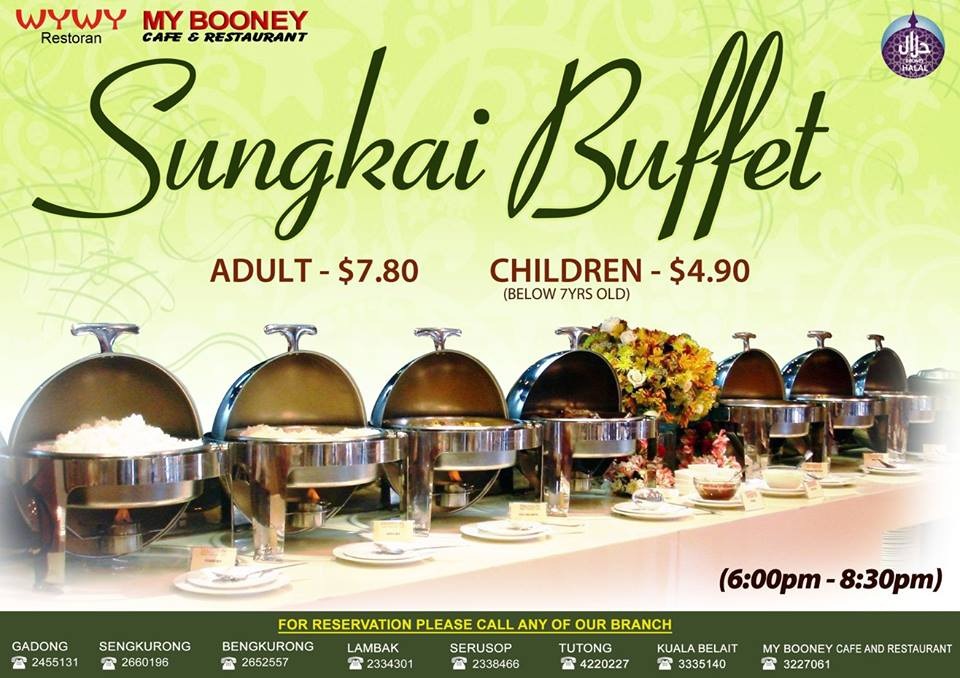 WYWY
Restoran
MY BOONEY
CAFE & RESTAURANT
حلال
HALAL
Sungkai Buffet
ADULT - $7.80
CHILDREN - $4.90
(BELOW 7YRS OLD)
(6:00pm - 8:30pm)
FOR RESERVATION PLEASE CALL ANY OF OUR BRANCH
GADONG
2455131
SENGKURONG
2660196
BENGKURONG
2652557
LAMBAK
2334301
SERUSOP
2338466
TUTONG
4220227
KUALA BELAIT
3335140
MY BOONEY CAFE AND RESTAURANT
3227061